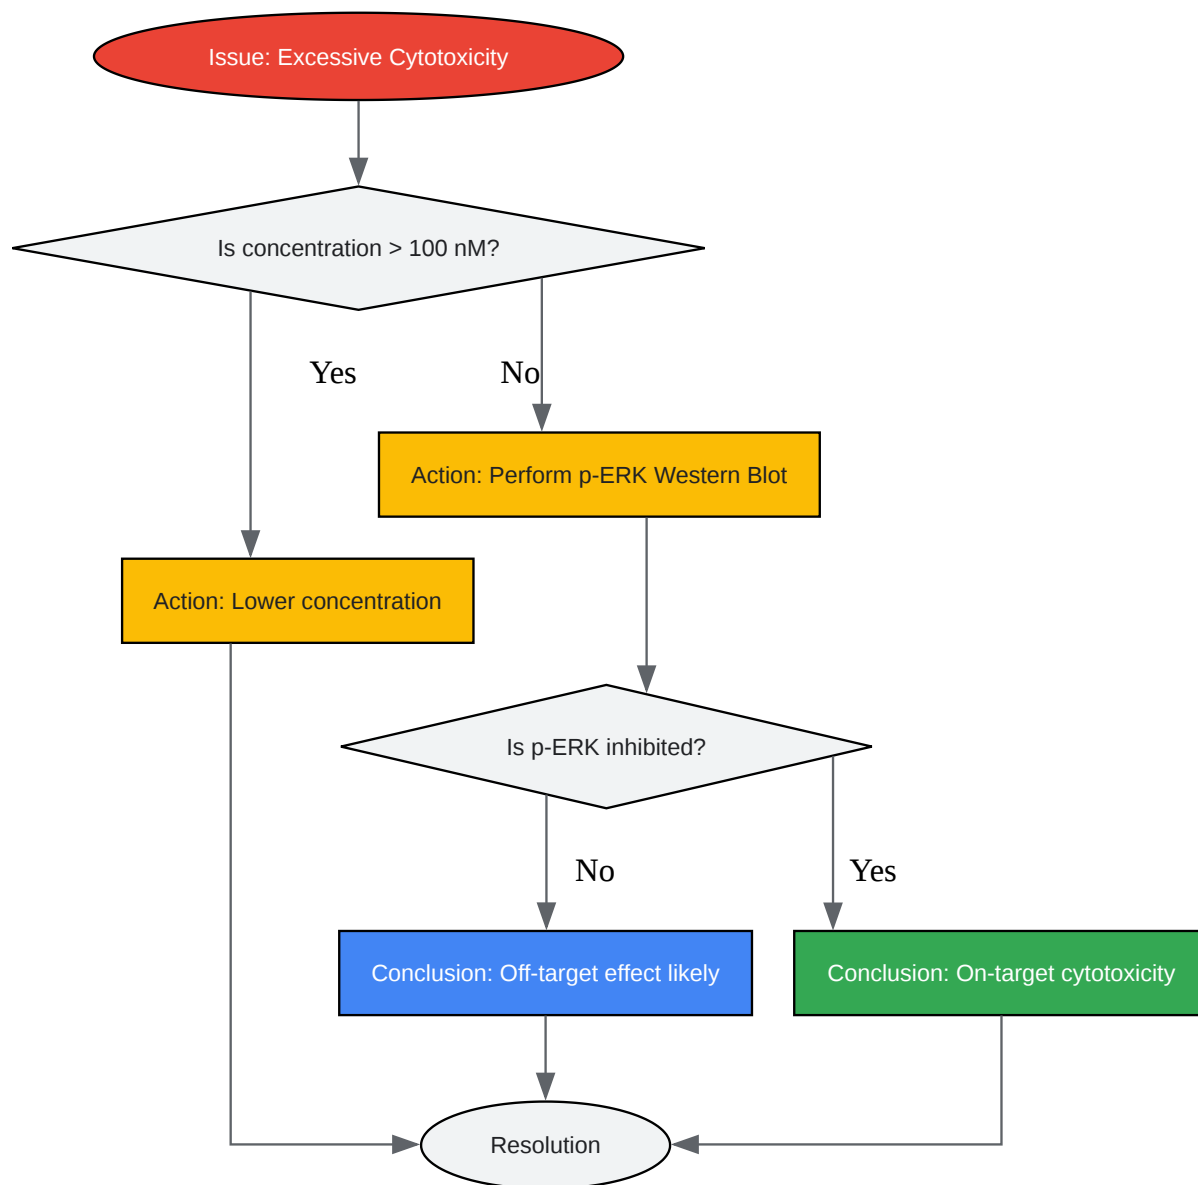 Issue: Excessive Cytotoxicity
Is concentration > 100 nM?
Yes
No
Action: Perform p-ERK Western Blot
Action: Lower concentration
Is p-ERK inhibited?
No
Yes
Conclusion: Off-target effect likely
Conclusion: On-target cytotoxicity
Resolution